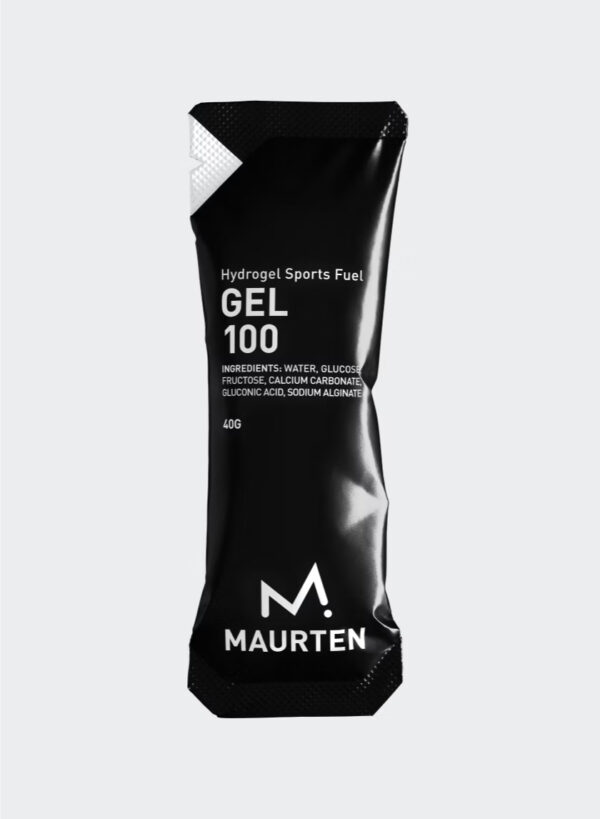 Hydrogel Sports Fuel
GEL
100
INGREDIENTS: WATER, GLUCOSE
FRUCTOSE, CALCIUM CARBONATE,
GLUCONIC ACID, SODIUM ALGINATE
40G
MAURTEN